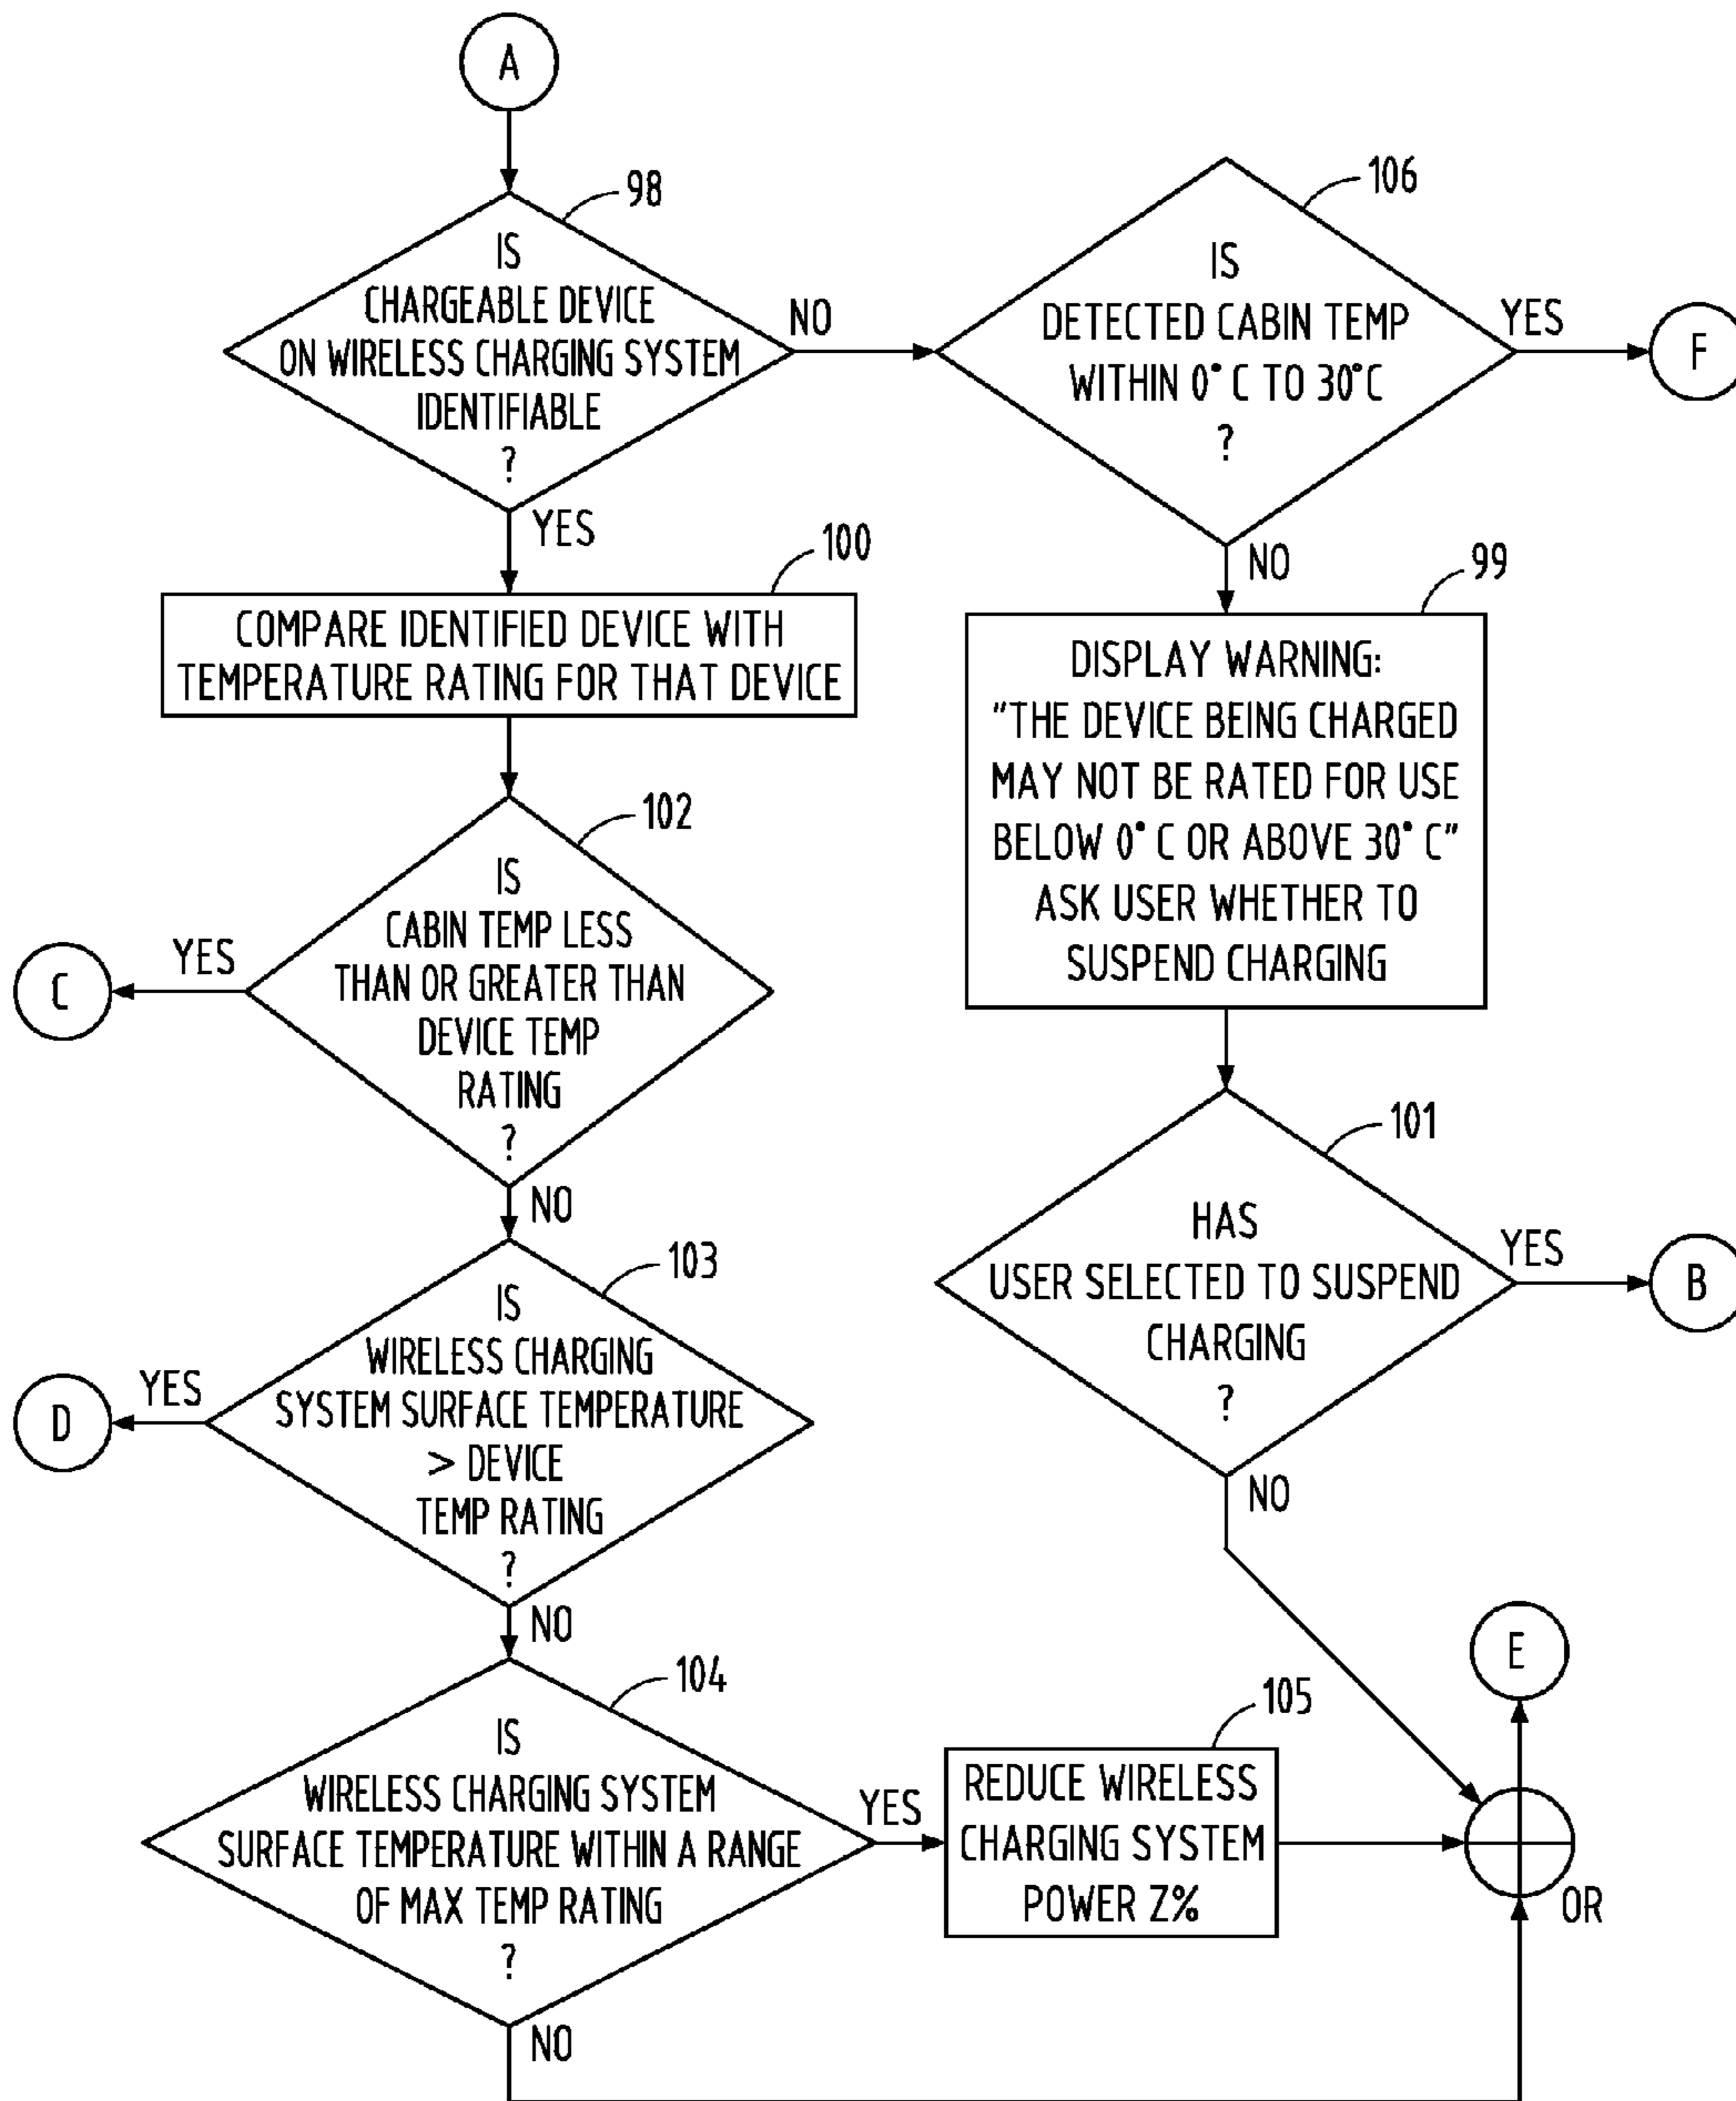 A
98
IS
CHARGEABLE DEVICE
ON WIRELESS CHARGING SYSTEM
IDENTIFIABLE
?
NO
YES
106
IS
DETECTED CABIN TEMP
WITHIN 0° C TO 30°C
?
YES
F
NO
100
COMPARE IDENTIFIED DEVICE WITH
TEMPERATURE RATING FOR THAT DEVICE
99
DISPLAY WARNING:
"THE DEVICE BEING CHARGED
MAY NOT BE RATED FOR USE
BELOW 0° C OR ABOVE 30° C"
ASK USER WHETHER TO
SUSPEND CHARGING
102
IS
CABIN TEMP LESS
THAN OR GREATER THAN
DEVICE TEMP
RATING
?
YES
C
NO
101
HAS
USER SELECTED TO SUSPEND
CHARGING
?
YES
B
NO
103
IS
WIRELESS CHARGING
SYSTEM SURFACE TEMPERATURE
> DEVICE
TEMP RATING
?
YES
D
NO
104
IS
WIRELESS CHARGING SYSTEM
SURFACE TEMPERATURE WITHIN A RANGE
OF MAX TEMP RATING
?
YES
NO
105
REDUCE WIRELESS
CHARGING SYSTEM
POWER Z%
E
OR